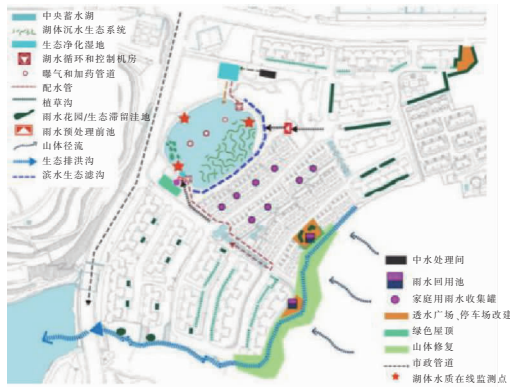 中央蓄水湖
湖体沉水生态系统
生态净化湿地
湖水循环和控制机房
曝气和加药管道
配水管
植草沟
雨水花园/生态滞留洼地
雨水预处理前池
山体径流
生态排洪沟
滨水生态滤沟
中水处理间
雨水回用池
家庭用雨水收集罐
透水广场、停车场改建
绿色屋顶
山体修复
市政管道
湖体水质在线监测点